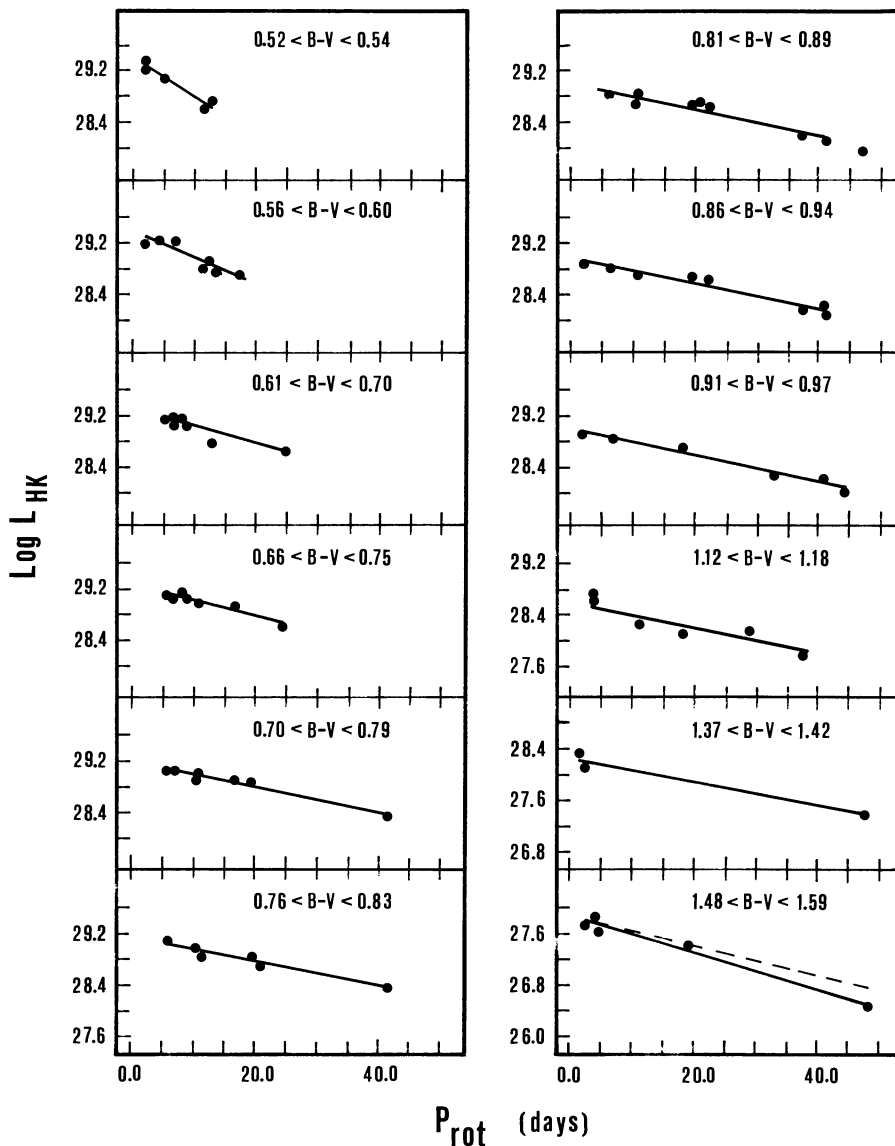 Log L_HK
0.52 < B-V < 0.54
29.2
28.4
0.56 < B-V < 0.60
29.2
28.4
0.61 < B-V < 0.70
29.2
28.4
0.66 < B-V < 0.75
29.2
28.4
0.70 < B-V < 0.79
29.2
28.4
0.76 < B-V < 0.83
29.2
28.4
27.6
0.0 20.0 40.0
0.81 < B-V < 0.89
29.2
28.4
0.86 < B-V < 0.94
29.2
28.4
0.91 < B-V < 0.97
29.2
28.4
1.12 < B-V < 1.18
29.2
28.4
27.6
1.37 < B-V < 1.42
28.4
27.6
26.8
1.48 < B-V < 1.59
27.6
26.8
26.0
0.0 20.0 40.0
P_rot (days)